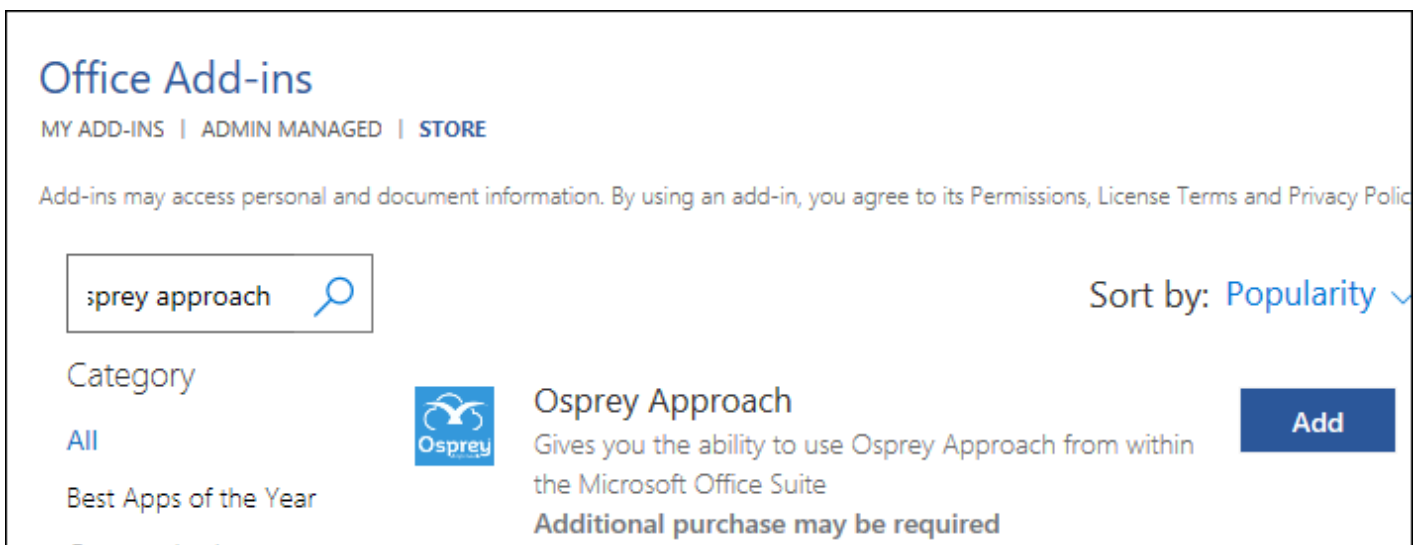 Office Add-ins
MY ADD-INS | ADMIN MANAGED | STORE
Add-ins may access personal and document information. By using an add-in, you agree to its Permissions, License Terms and Privacy Polic
sprey approach
Sort by: Popularity
Category
Osprey Approach
Add
All
Osprey
Gives you the ability to use Osprey Approach from within
the Microsoft Office Suite
Best Apps of the Year
Additional purchase may be required